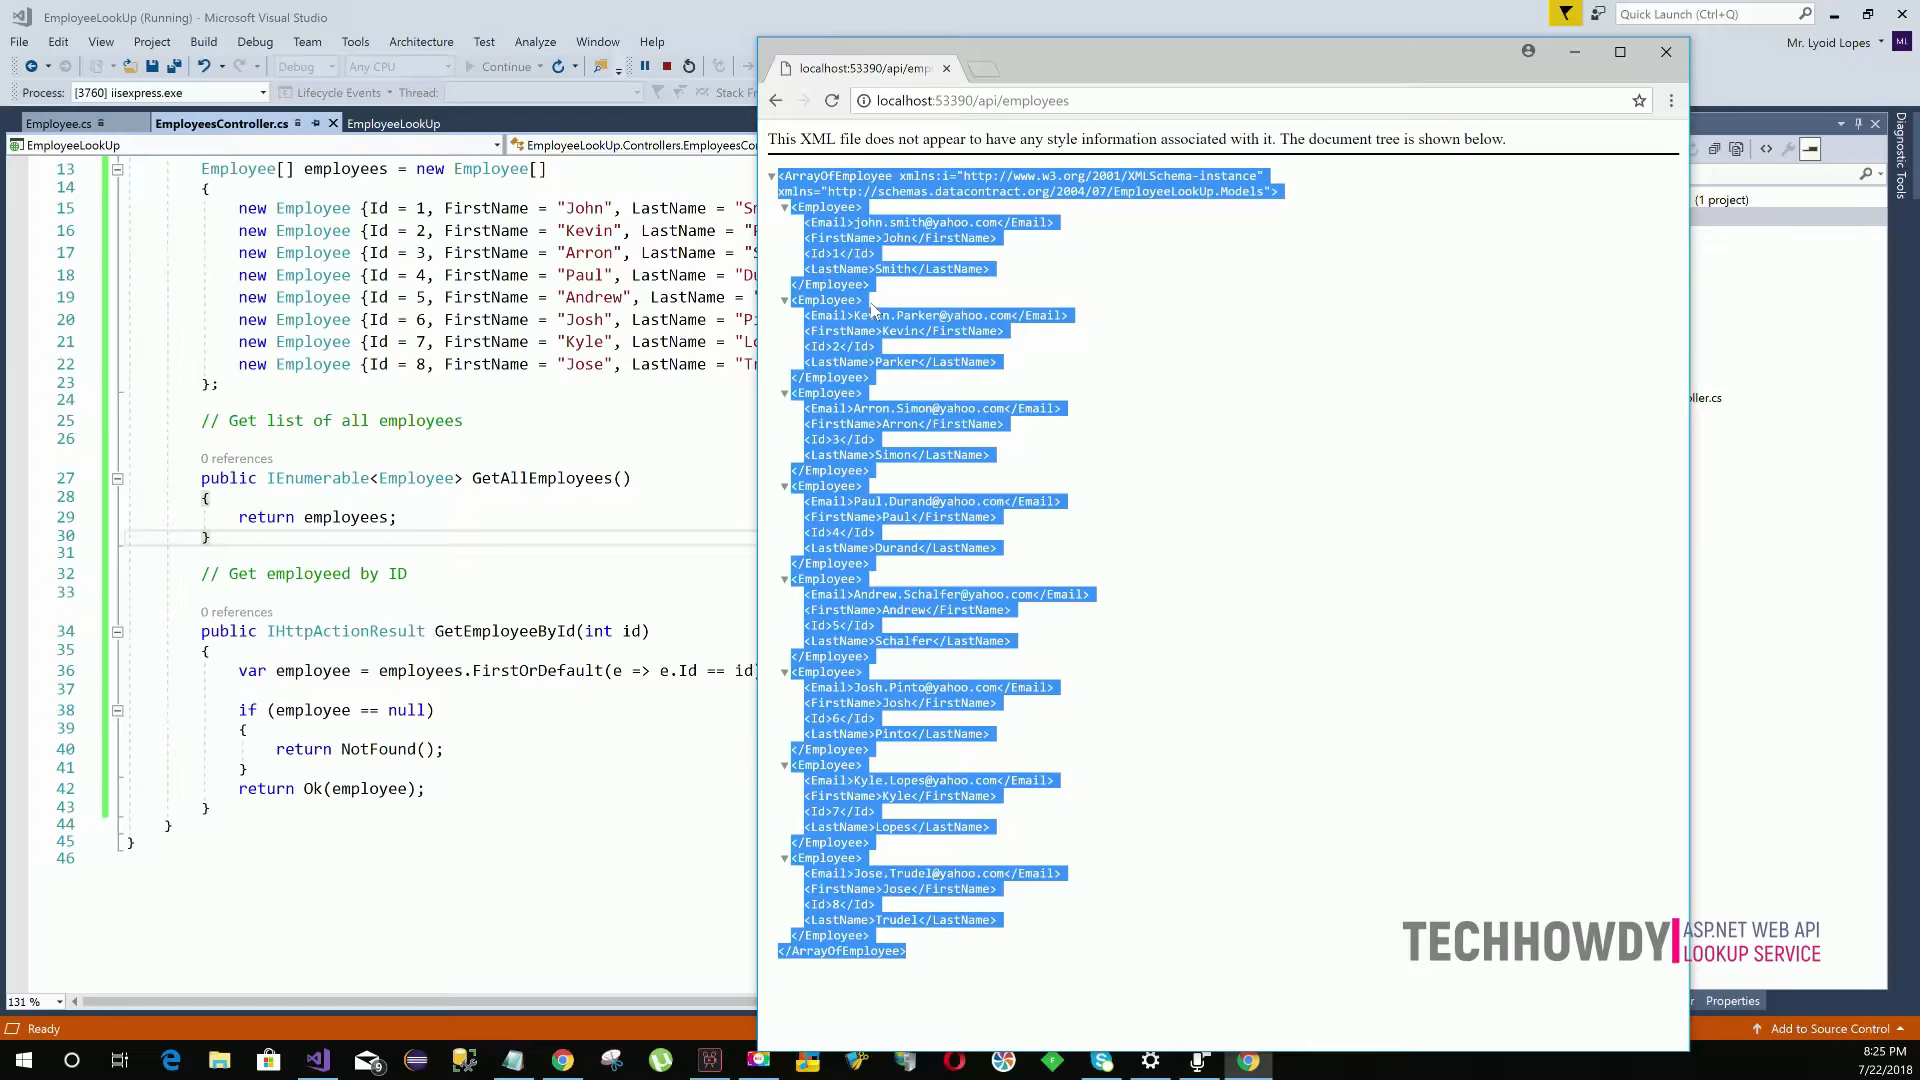 EmployeeLookUp (Running) - Microsoft Visual Studio
Quick Launch (Ctrl+Q)
File Edit View Project Build Debug Team Tools Architecture Test Analyze Window Help
Mr. Lyoid Lopes
ML
Debug Any CPU Continue
Process: [3760] iisexpress.exe Lifecycle Events Thread: Stack Fr
Employee.cs EmployeesController.cs EmployeeLookUp
EmployeeLookUp EmployeeLookUp.Controllers.EmployeesCo
13 Employee[] employees = new Employee[]
14 {
15 new Employee {Id = 1, FirstName = "John", LastName = "Sm
16 new Employee {Id = 2, FirstName = "Kevin", LastName = "P
17 new Employee {Id = 3, FirstName = "Arron", LastName = "S
18 new Employee {Id = 4, FirstName = "Paul", LastName = "Du
19 new Employee {Id = 5, FirstName = "Andrew", LastName = "
20 new Employee {Id = 6, FirstName = "Josh", LastName = "Pi
21 new Employee {Id = 7, FirstName = "Kyle", LastName = "Lo
22 new Employee {Id = 8, FirstName = "Jose", LastName = "Tr
23 };
24
25 // Get list of all employees
26
0 references
27 public IEnumerable<Employee> GetAllEmployees()
28 {
29 return employees;
30 }
31
32 // Get employeed by ID
33
0 references
34 public IHttpActionResult GetEmployeeById(int id)
35 {
36 var employee = employees.FirstOrDefault(e => e.Id == id)
37
38 if (employee == null)
39 {
40 return NotFound();
41 }
42 return Ok(employee);
43 }
44 }
45 }
46
131 %
Ready
localhost:53390/api/emp
localhost:53390/api/employees
This XML file does not appear to have any style information associated with it. The document tree is shown below.
<ArrayOfEmployee xmlns:i="http://www.w3.org/2001/XMLSchema-instance"
xmlns="http://schemas.datacontract.org/2004/07/EmployeeLookUp.Models">
<Employee>
<Email>john.smith@yahoo.com</Email>
<FirstName>John</FirstName>
<Id>1</Id>
<LastName>Smith</LastName>
</Employee>
<Employee>
<Email>Kevin.Parker@yahoo.com</Email>
<FirstName>Kevin</FirstName>
<Id>2</Id>
<LastName>Parker</LastName>
</Employee>
<Employee>
<Email>Arron.Simon@yahoo.com</Email>
<FirstName>Arron</FirstName>
<Id>3</Id>
<LastName>Simon</LastName>
</Employee>
<Employee>
<Email>Paul.Durand@yahoo.com</Email>
<FirstName>Paul</FirstName>
<Id>4</Id>
<LastName>Durand</LastName>
</Employee>
<Employee>
<Email>Andrew.Schalfer@yahoo.com</Email>
<FirstName>Andrew</FirstName>
<Id>5</Id>
<LastName>Schalfer</LastName>
</Employee>
<Employee>
<Email>Josh.Pinto@yahoo.com</Email>
<FirstName>Josh</FirstName>
<Id>6</Id>
<LastName>Pinto</LastName>
</Employee>
<Employee>
<Email>Kyle.Lopes@yahoo.com</Email>
<FirstName>Kyle</FirstName>
<Id>7</Id>
<LastName>Lopes</LastName>
</Employee>
<Employee>
<Email>Jose.Trudel@yahoo.com</Email>
<FirstName>Jose</FirstName>
<Id>8</Id>
<LastName>Trudel</LastName>
</Employee>
</ArrayOfEmployee>
(1 project)
ller.cs
Diagnostic Tools
TECHHOWDY
ASP.NET WEB API
LOOKUP SERVICE
Properties
Add to Source Control
9
8:25 PM
7/22/2018